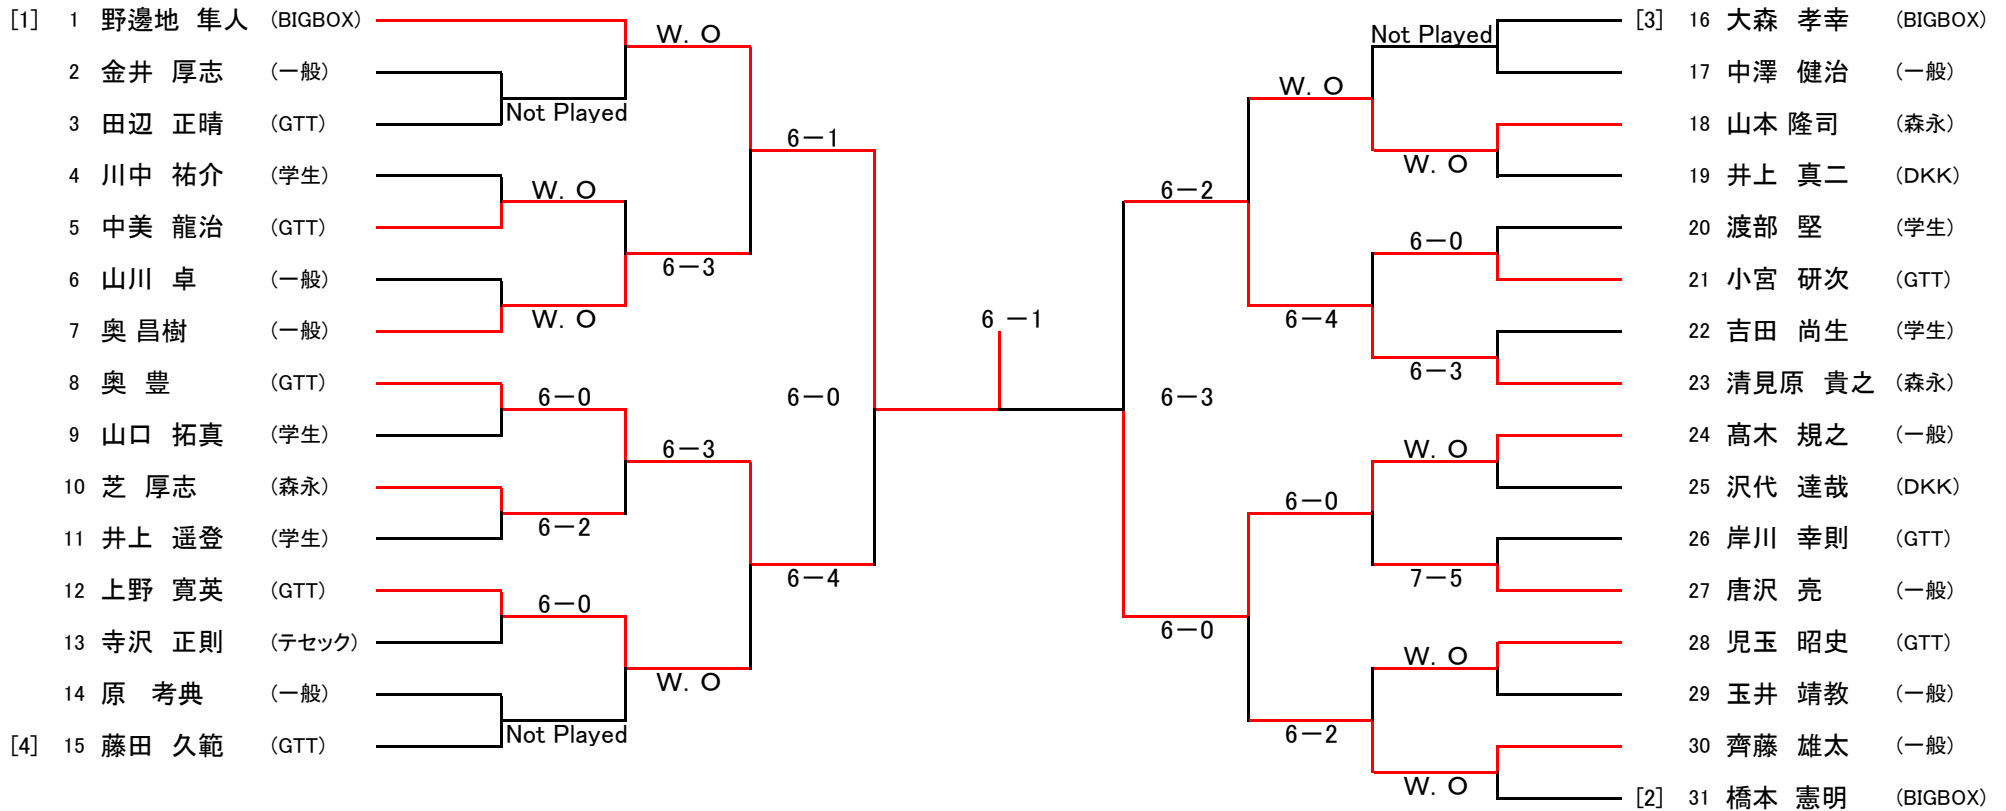 [1] 1 野邊地 隼人 (BIGBOX)
2 金井 厚志 (一般)
3 田辺 正晴 (GTT)
4 川中 祐介 (学生)
5 中美 龍治 (GTT)
6 山川 卓 (一般)
7 奥 昌樹 (一般)
8 奥 豊 (GTT)
9 山口 拓真 (学生)
10 芝 厚志 (森永)
11 井上 遥登 (学生)
12 上野 寛英 (GTT)
13 寺沢 正則 (テセック)
14 原 考典 (一般)
[4] 15 藤田 久範 (GTT)
Not Played
W. O
W. O
6-0
6-2
6-0
Not Played
W. O
6-3
6-3
W. O
6-1
6-4
6-0
6 -1
6-3
6-2
6-0
W. O
6-4
6-0
6-2
Not Played
W. O
6-0
6-3
W. O
7-5
W. O
W. O
[3] 16 大森 孝幸 (BIGBOX)
17 中澤 健治 (一般)
18 山本 隆司 (森永)
19 井上 真二 (DKK)
20 渡部 堅 (学生)
21 小宮 研次 (GTT)
22 吉田 尚生 (学生)
23 清見原 貴之 (森永)
24 髙木 規之 (一般)
25 沢代 達哉 (DKK)
26 岸川 幸則 (GTT)
27 唐沢 亮 (一般)
28 児玉 昭史 (GTT)
29 玉井 靖教 (一般)
30 齊藤 雄太 (一般)
[2] 31 橋本 憲明 (BIGBOX)